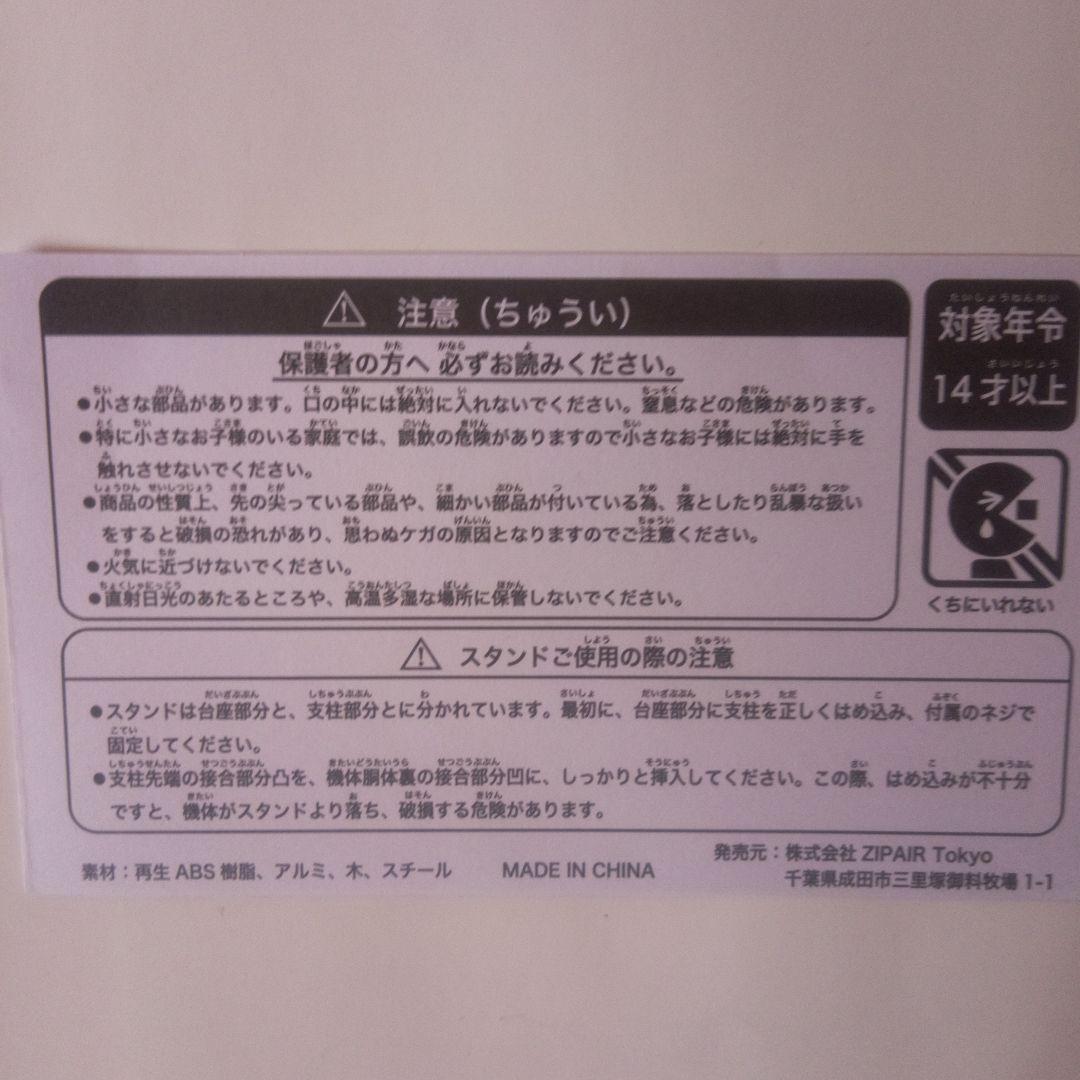 ⚠ 注意（ちゅうい）
保護者の方へ 必ずお読みください。
●小さな部品があります。口の中には絶対に入れないでください。窒息などの危険があります。
●特に小さなお子様のいる家庭では、誤飲の危険がありますので小さなお子様には絶対に手を
触れさせないでください。
●商品の性質上、先の尖っている部品や、細かい部品が付いている為、落としたり乱暴な扱い
をすると破損の恐れがあり、思わぬケガの原因となりますのでご注意ください。
●火気に近づけないでください。
●直射日光のあたるところや、高温多湿な場所に保管しないでください。
対象年令
14才以上
くちにいれない
⚠ スタンドご使用の際の注意
●スタンドは台座部分と、支柱部分とに分かれています。最初に、台座部分に支柱を正しくはめ込み、付属のネジで
固定してください。
●支柱先端の接合部分凸を、機体胴体裏の接合部分凹に、しっかりと挿入してください。この際、はめ込みが不十分
ですと、機体がスタンドより落ち、破損する危険があります。
素材：再生ABS樹脂、アルミ、木、スチール
MADE IN CHINA
発売元：株式会社 ZIPAIR Tokyo
千葉県成田市三里塚御料牧場1-1